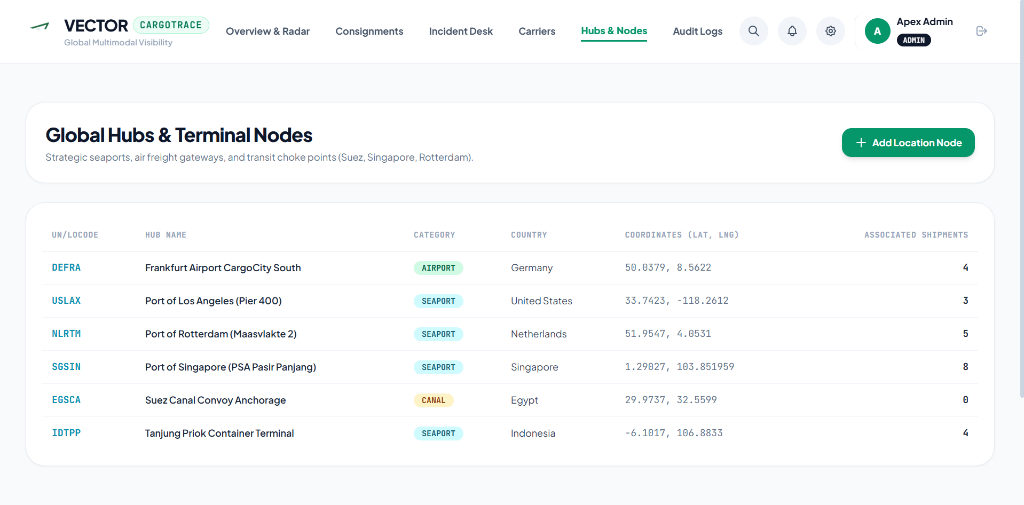 VECTOR CARGOTRACE
Global Multimodal Visibility
Overview & Radar
Consignments
Incident Desk
Carriers
Hubs & Nodes
Audit Logs
A
Apex Admin
ADMIN
Global Hubs & Terminal Nodes
Strategic seaports, air freight gateways, and transit choke points (Suez, Singapore, Rotterdam).
+ Add Location Node
UN/LOCODE HUB NAME CATEGORY COUNTRY COORDINATES (LAT, LNG) ASSOCIATED SHIPMENTS
DEFRA Frankfurt Airport CargoCity South AIRPORT Germany 50.0379, 8.5622 4
USLAX Port of Los Angeles (Pier 400) SEAPORT United States 33.7423, -118.2612 3
NLRTM Port of Rotterdam (Maasvlakte 2) SEAPORT Netherlands 51.9547, 4.0531 5
SGSIN Port of Singapore (PSA Pasir Panjang) SEAPORT Singapore 1.29027, 103.851959 8
EGSCA Suez Canal Convoy Anchorage CANAL Egypt 29.9737, 32.5599 0
IDTPP Tanjung Priok Container Terminal SEAPORT Indonesia -6.1017, 106.8833 4